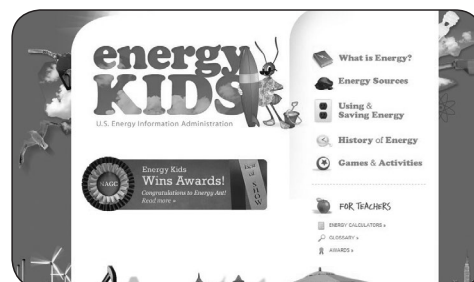 energy
KIDS
U.S. Energy Information Administration
What is Energy?
Energy Sources
Using &
Saving Energy
History of Energy
Games & Activities
NAGC
Energy Kids
Wins Awards!
Congratulations to Energy Ant!
Read more »
SHOW
FOR TEACHERS
ENERGY CALCULATORS »
GLOSSARY »
AWARDS »